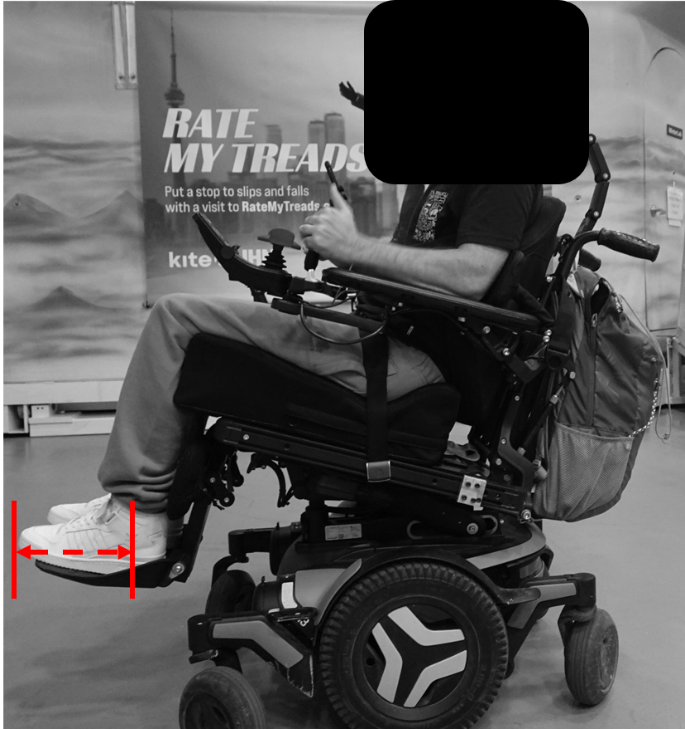 RATE
MY TREADS
Put a stop to slips and falls
with a visit to RateMyTreads
kite